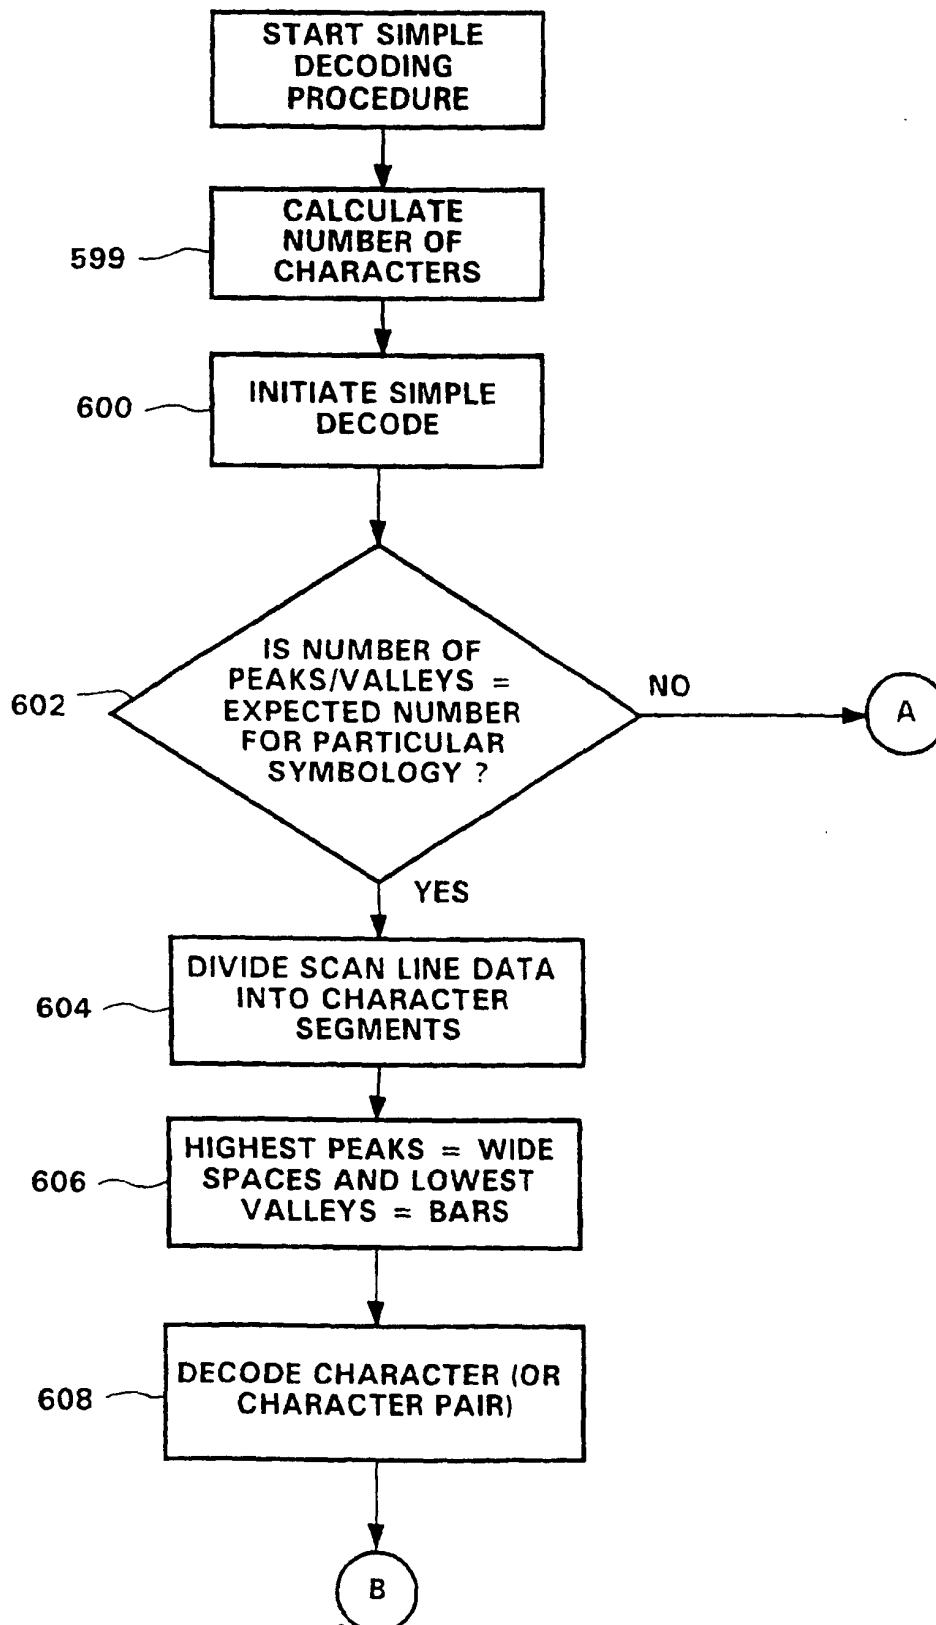 START SIMPLE
DECODING
PROCEDURE
CALCULATE
NUMBER OF
CHARACTERS
599
INITIATE SIMPLE
DECODE
600
IS NUMBER OF
PEAKS/VALLEYS =
EXPECTED NUMBER
FOR PARTICULAR
SYMBOLOGY ?
602
NO
A
YES
DIVIDE SCAN LINE DATA
INTO CHARACTER
SEGMENTS
604
HIGHEST PEAKS = WIDE
SPACES AND LOWEST
VALLEYS = BARS
606
DECODE CHARACTER (OR
CHARACTER PAIR)
608
B